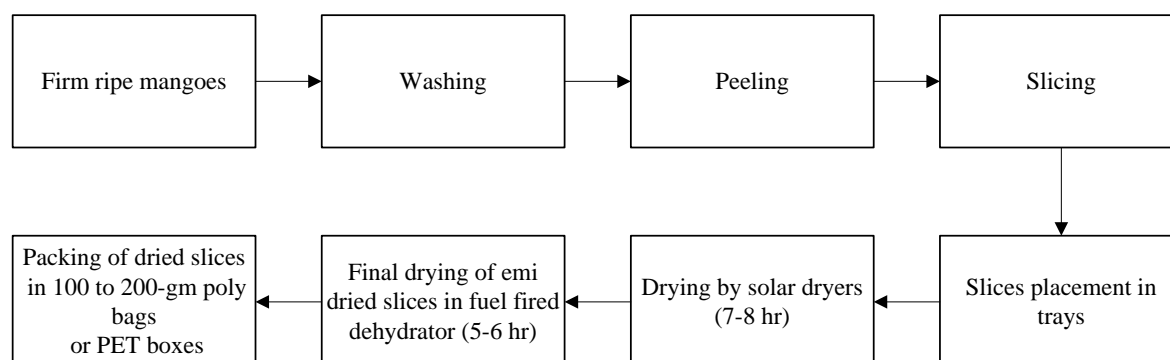 Firm ripe mangoes
Washing
Peeling
Slicing
Slices placement in
trays
Drying by solar dryers
(7-8 hr)
Final drying of emi
dried slices in fuel fired
dehydrator (5-6 hr)
Packing of dried slices
in 100 to 200-gm poly
bags
or PET boxes